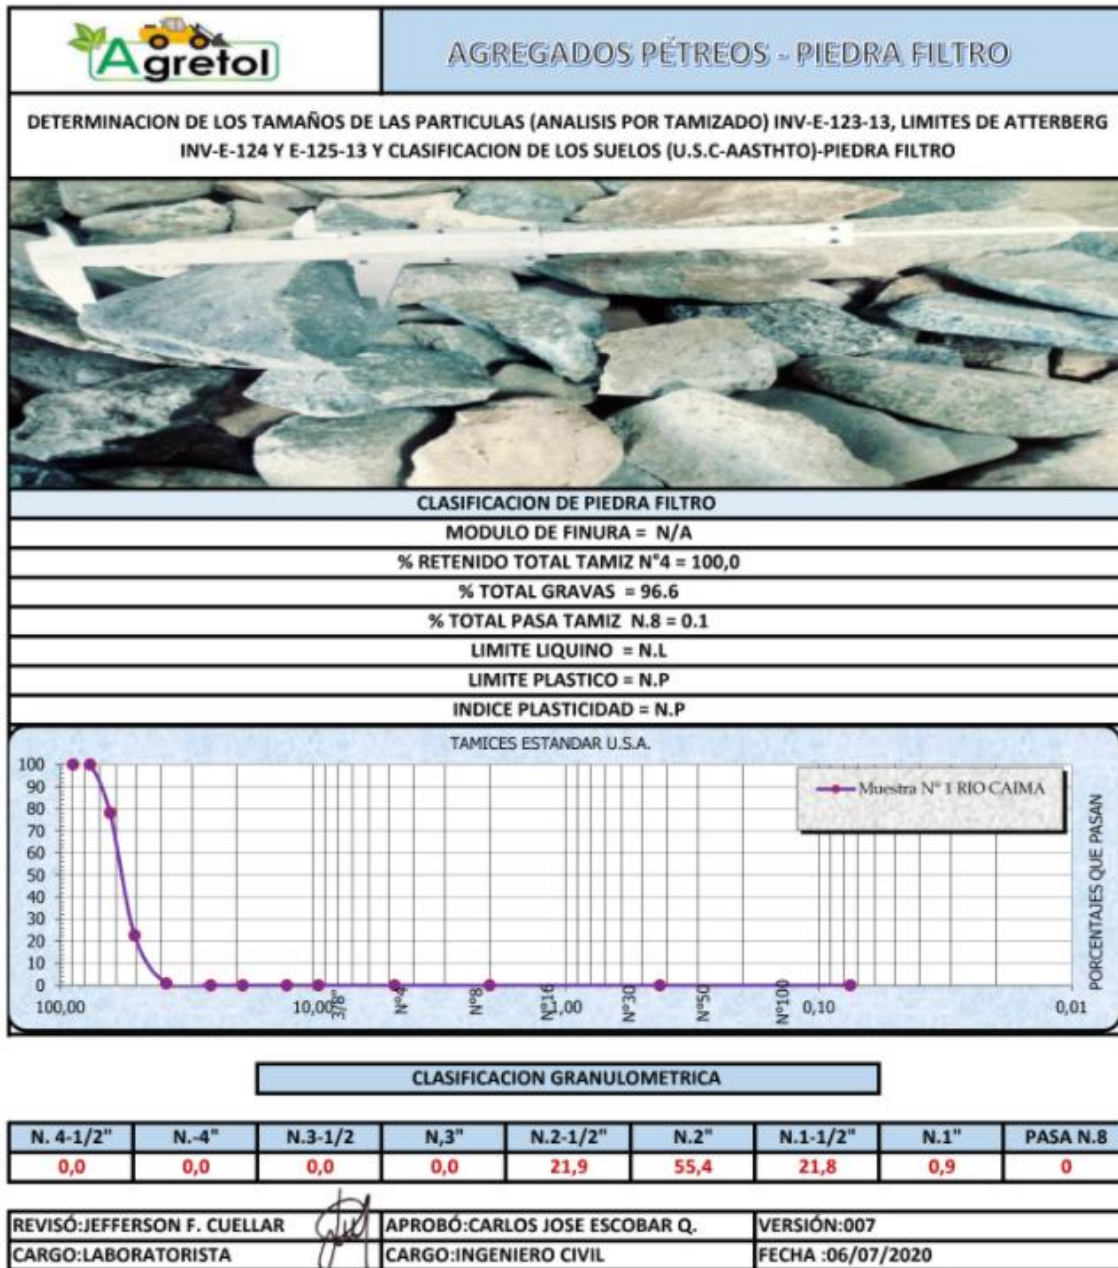 Agretol
AGREGADOS PÉTREOS - PIEDRA FILTRO
DETERMINACION DE LOS TAMAÑOS DE LAS PARTICULAS (ANALISIS POR TAMIZADO) INV-E-123-13, LIMITES DE ATTERBERG
INV-E-124 Y E-125-13 Y CLASIFICACION DE LOS SUELOS (U.S.C-AASTHTO)-PIEDRA FILTRO
CLASIFICACION DE PIEDRA FILTRO
MODULO DE FINURA = N/A
% RETENIDO TOTAL TAMIZ N°4 = 100,0
% TOTAL GRAVAS = 96.6
% TOTAL PASA TAMIZ N.8 = 0.1
LIMITE LIQUINO = N.L
LIMITE PLASTICO = N.P
INDICE PLASTICIDAD = N.P
TAMICES ESTANDAR U.S.A.
100
90
80
70
60
50
40
30
20
10
0
Muestra N° 1 RIO CAIMA
PORCENTAJES QUE PASAN
100,00 10,00 3/8" N°4 N°8 N°16 1,00 N°30 N°50 N°100 0,10 0,01
CLASIFICACION GRANULOMETRICA
N. 4-1/2" N.-4" N.3-1/2 N,3" N.2-1/2" N.2" N.1-1/2" N.1" PASA N.8
0,0 0,0 0,0 0,0 21,9 55,4 21,8 0,9 0
REVISÓ:JEFFERSON F. CUELLAR APROBÓ:CARLOS JOSE ESCOBAR Q. VERSIÓN:007
CARGO:LABORATORISTA CARGO:INGENIERO CIVIL FECHA :06/07/2020